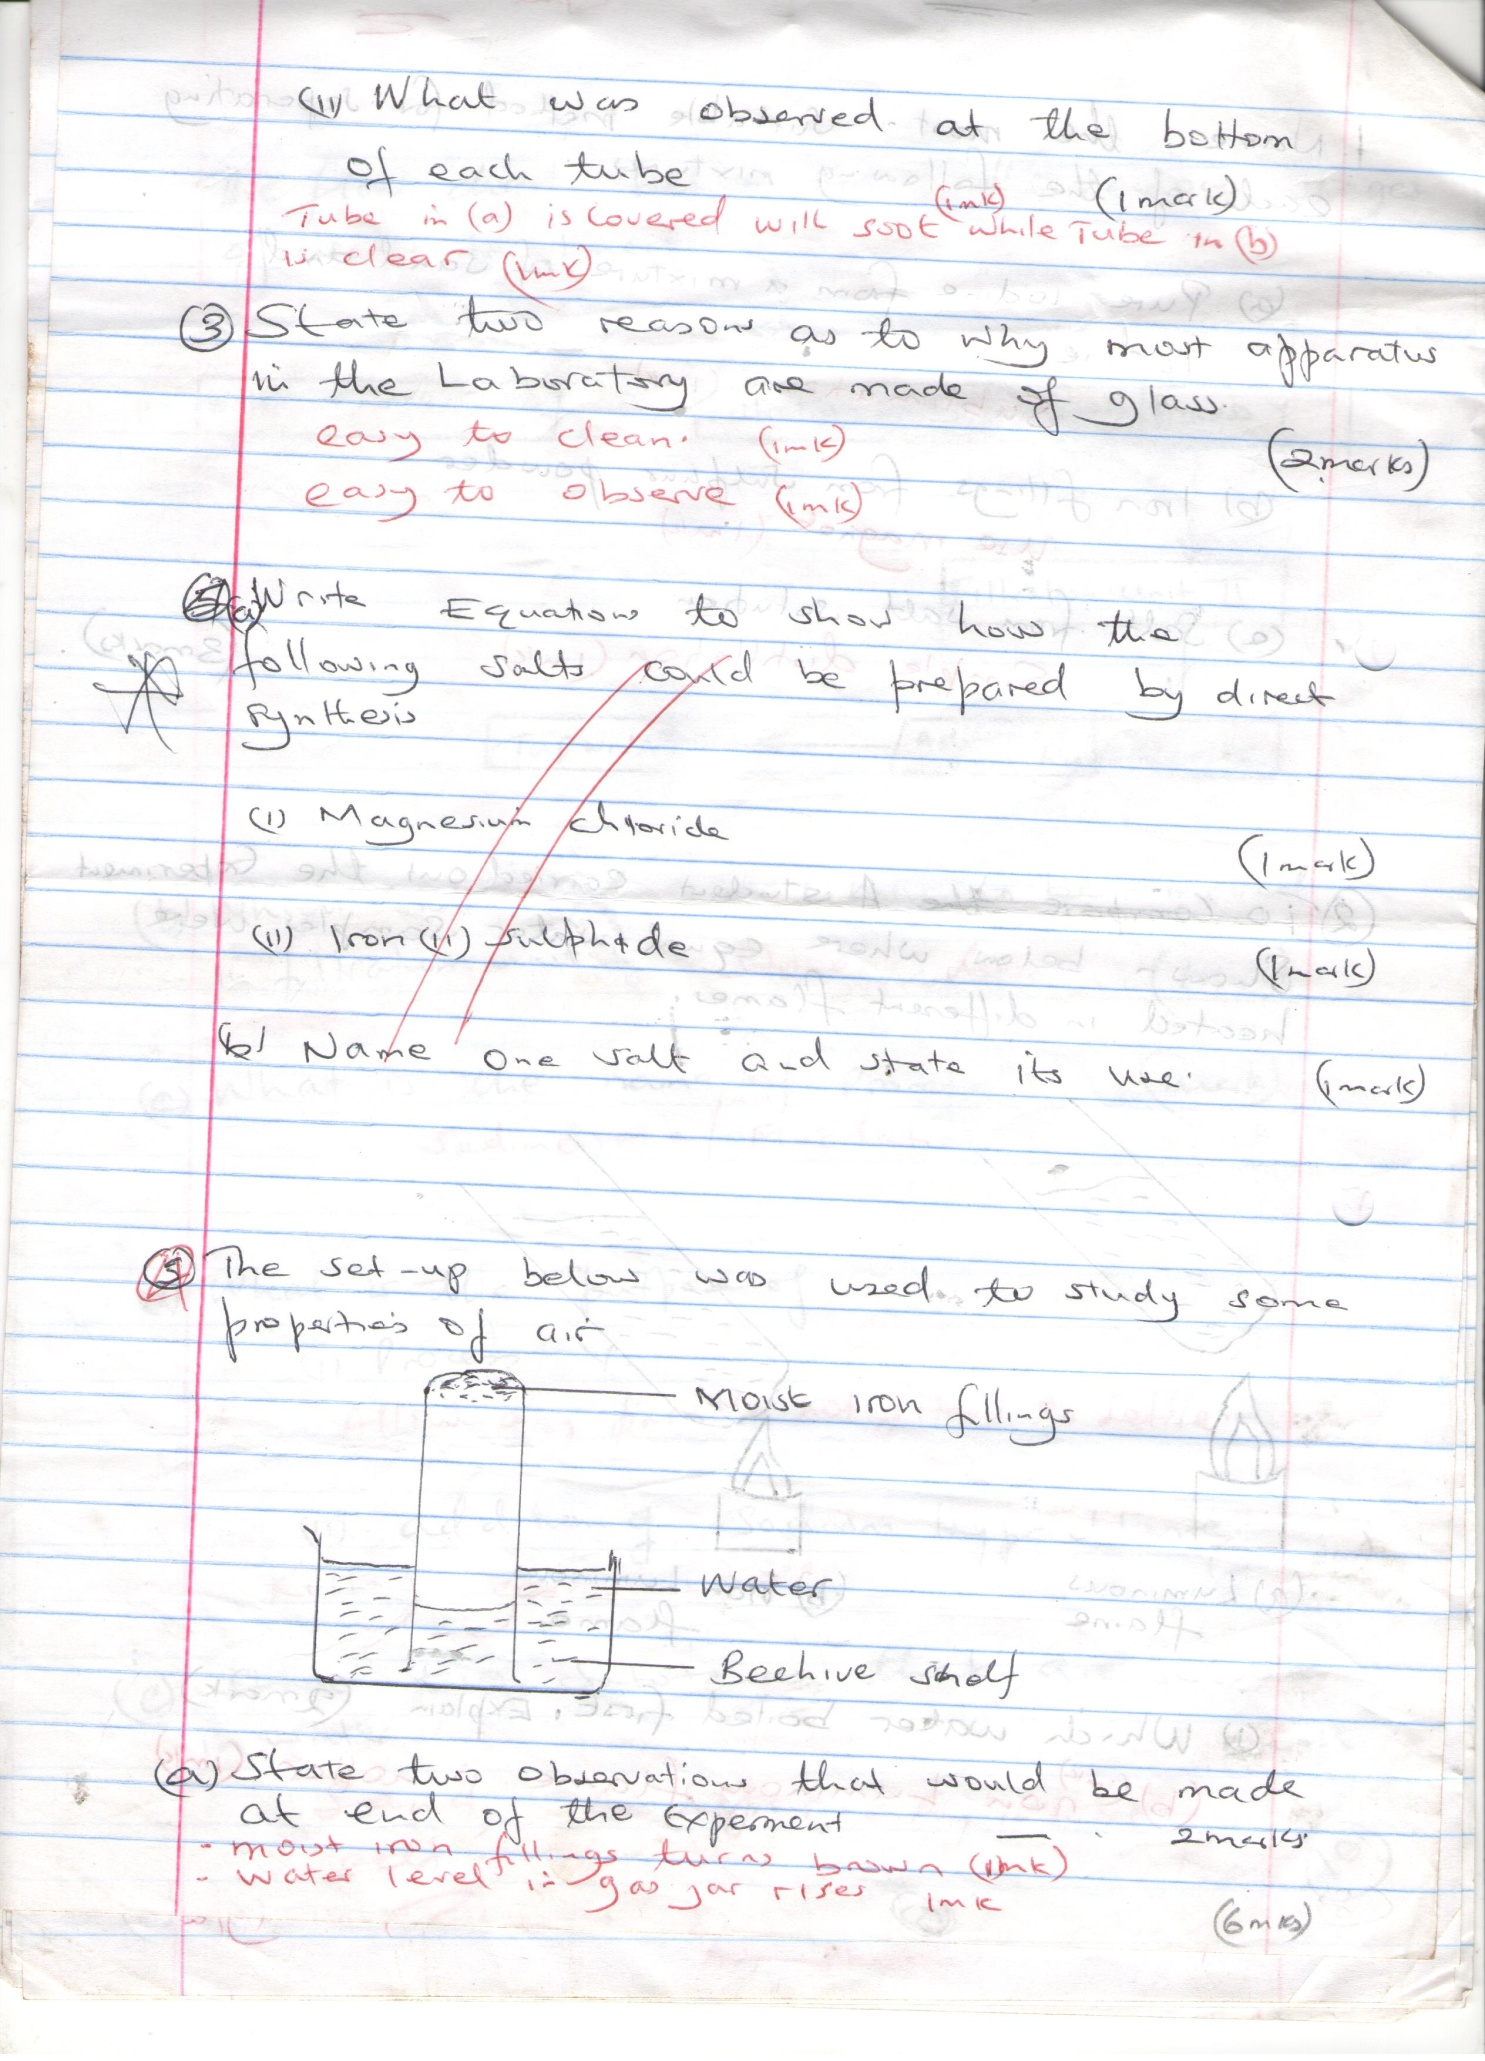 (ii) What was observed at the bottom
of each tube (1 mark)
Tube in (a) is covered with soot (1mk) while Tube in (b)
is clear (1mk)
(3) State two reasons as to why most apparatus
in the Laboratory are made of glass.
easy to clean. (1mk) (2marks)
easy to observe (1mk)
(a) Write Equations to show how the
following salts could be prepared by direct
synthesis
(i) Magnesium chloride (1mark)
(ii) Iron (II) sulphide (1mark)
(b) Name one salt and state its use. (1mark)
The set-up below was used to study some
properties of air
Moist iron fillings
Water
Beehive shelf
(a) State two observations that would be made
at end of the experment — 2marks
- moist iron fillings turns brown (1mk)
- water level in gas jar rises 1mk
(6mks)